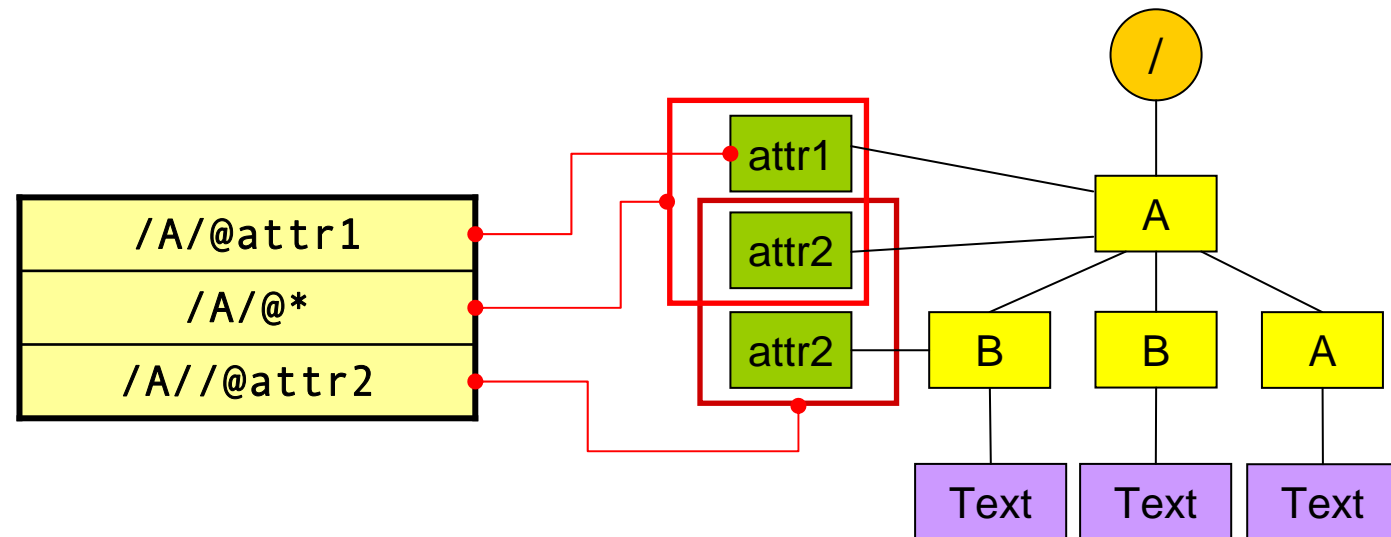 /
attr1
/A/@attr1
A
attr2
/A/@*
/A//@attr2
attr2
B
B
A
Text
Text
Text